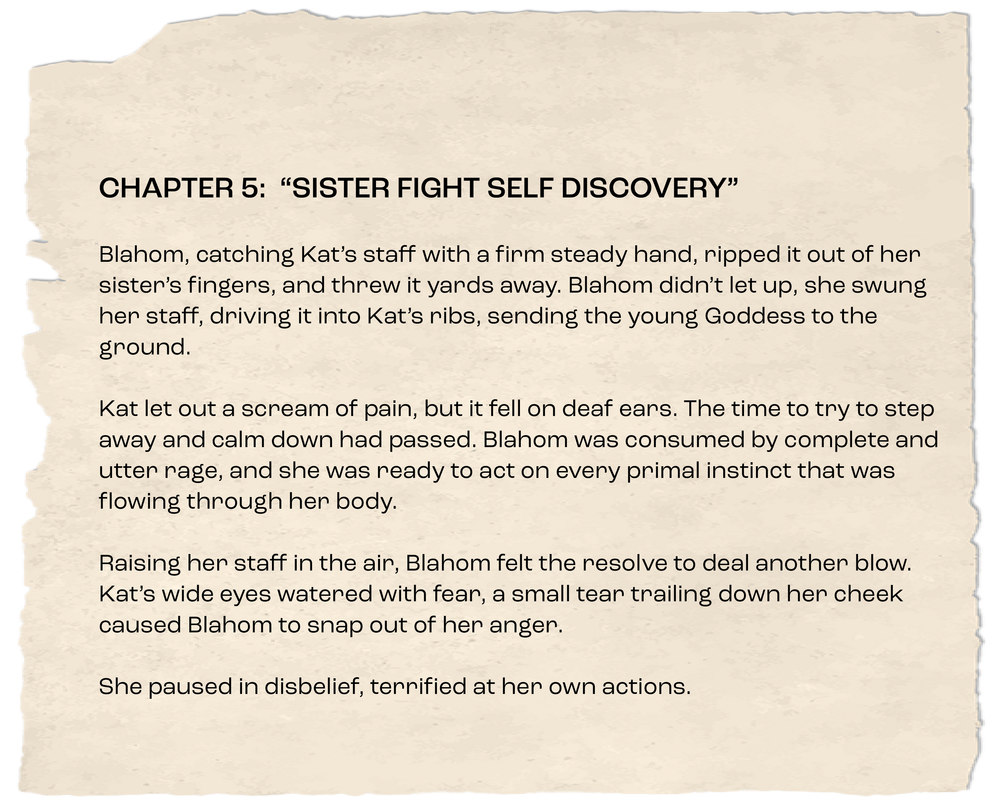 CHAPTER 5:  “SISTER FIGHT SELF DISCOVERY”
Blahom, catching Kat’s staff with a firm steady hand, ripped it out of her
sister’s fingers, and threw it yards away. Blahom didn’t let up, she swung
her staff, driving it into Kat’s ribs, sending the young Goddess to the
ground.
Kat let out a scream of pain, but it fell on deaf ears. The time to try to step
away and calm down had passed. Blahom was consumed by complete and
utter rage, and she was ready to act on every primal instinct that was
flowing through her body.
Raising her staff in the air, Blahom felt the resolve to deal another blow.
Kat’s wide eyes watered with fear, a small tear trailing down her cheek
caused Blahom to snap out of her anger.
She paused in disbelief, terrified at her own actions.